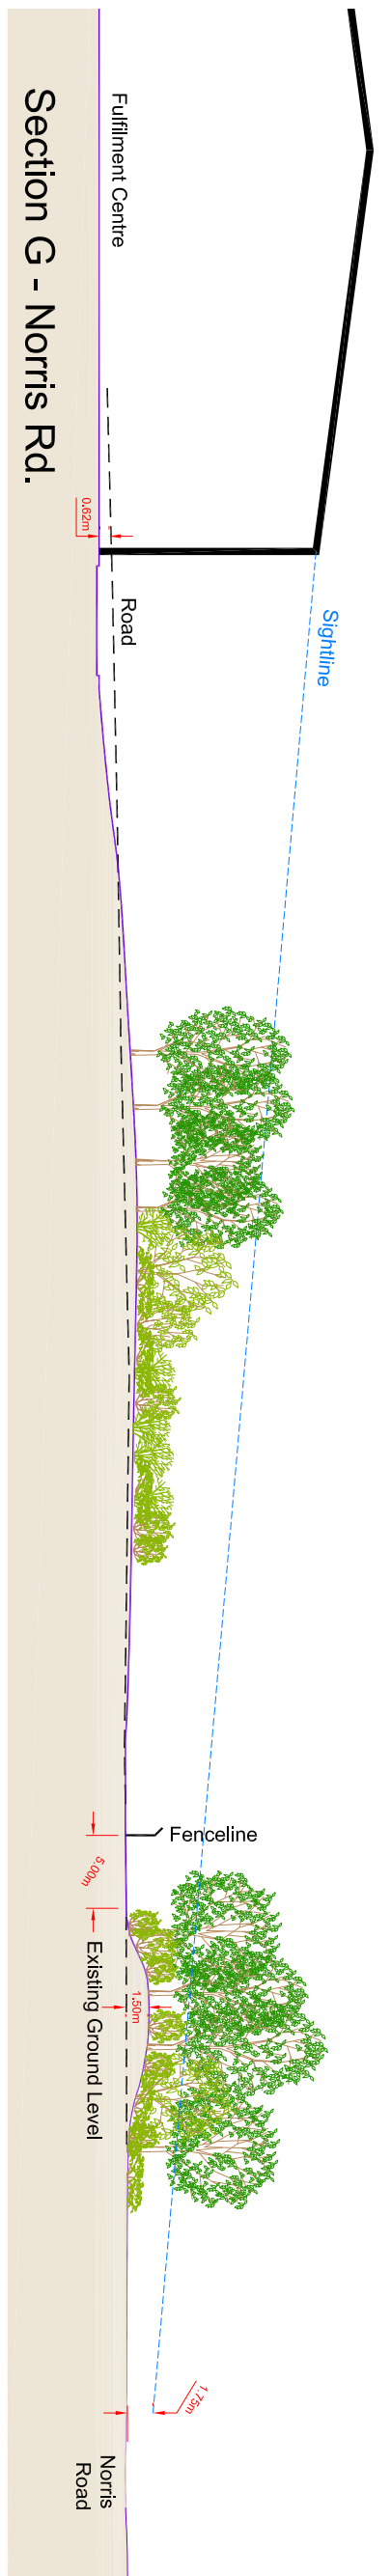 Fulfilment Centre
0.62m
Road
Sightline
Fenceline
5.00m
1.50m
Existing Ground Level
1.75m
Norris
Road
Section G - Norris Rd.